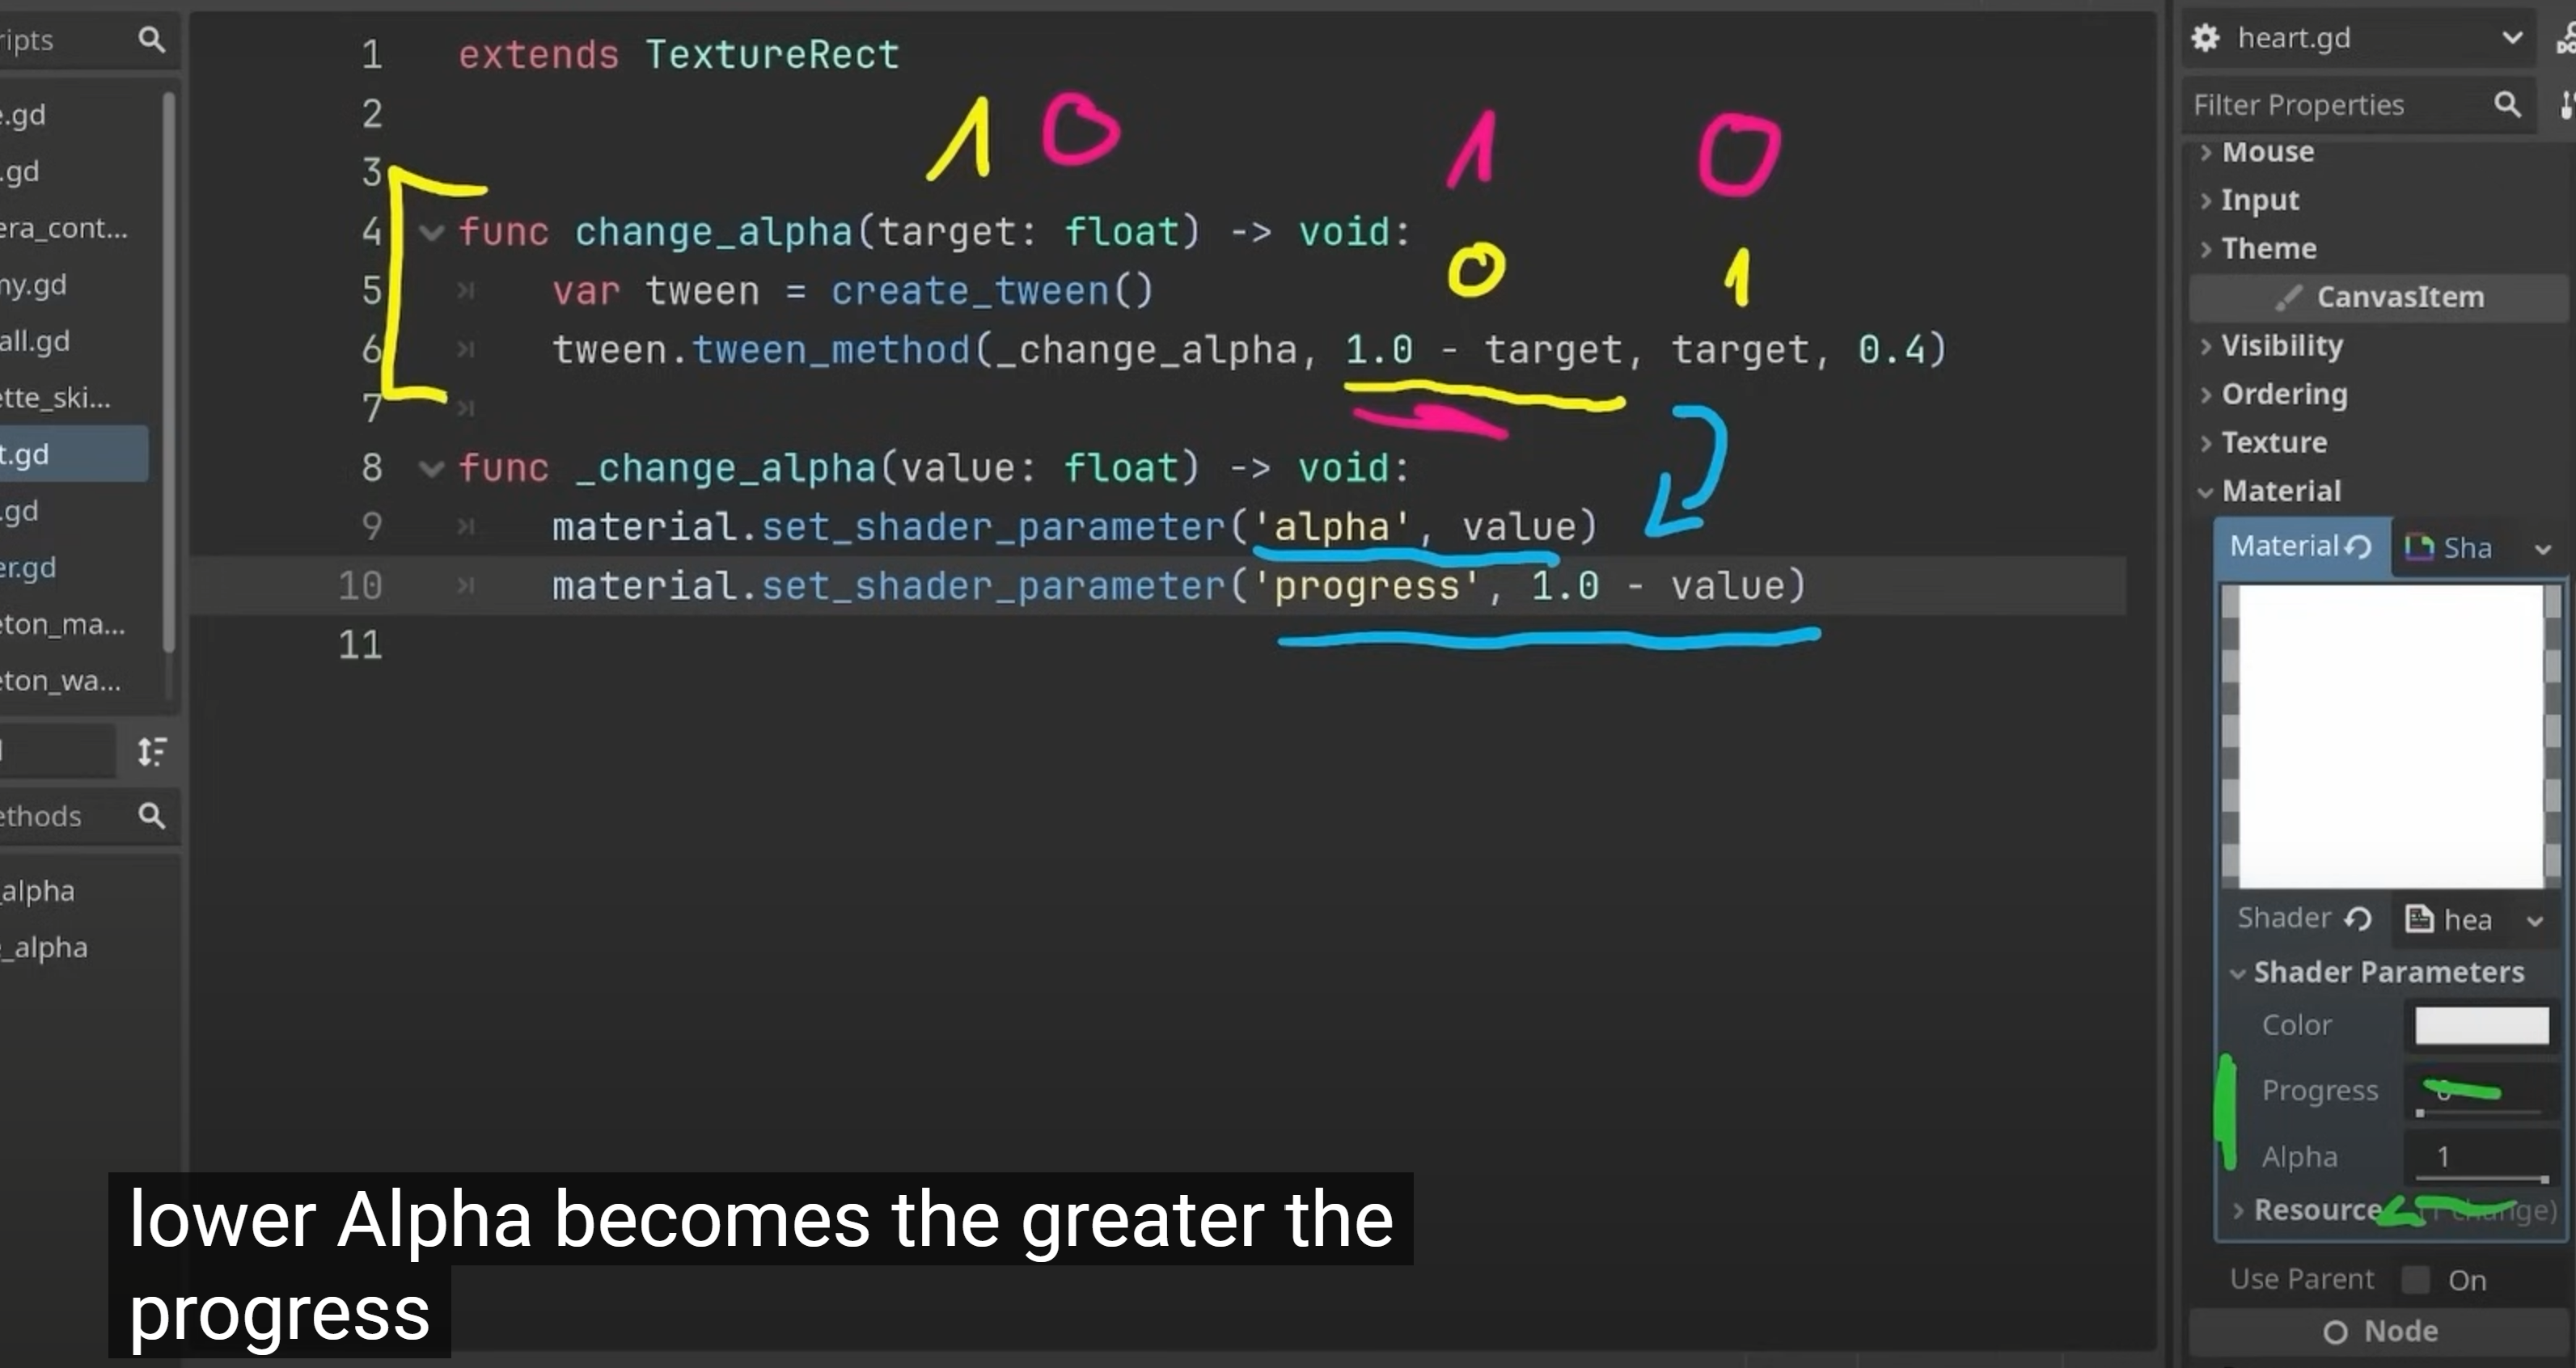 ripts
e.gd
.gd
era_cont...
ny.gd
all.gd
ette_ski...
t.gd
.gd
er.gd
eton_ma...
eton_wa...
ethods
alpha
_alpha
1 extends TextureRect
2
1 0 1 0
3
4 func change_alpha(target: float) -> void:
0 1
5 var tween = create_tween()
6 tween.tween_method(_change_alpha, 1.0 - target, target, 0.4)
7
8 func _change_alpha(value: float) -> void:
9 material.set_shader_parameter('alpha', value)
10 material.set_shader_parameter('progress', 1.0 - value)
11
lower Alpha becomes the greater the
progress
heart.gd
Filter Properties
Mouse
Input
Theme
CanvasItem
Visibility
Ordering
Texture
Material
Material Sha
Shader hea
Shader Parameters
Color
Progress
Alpha 1
Resource (1 change)
Use Parent On
Node